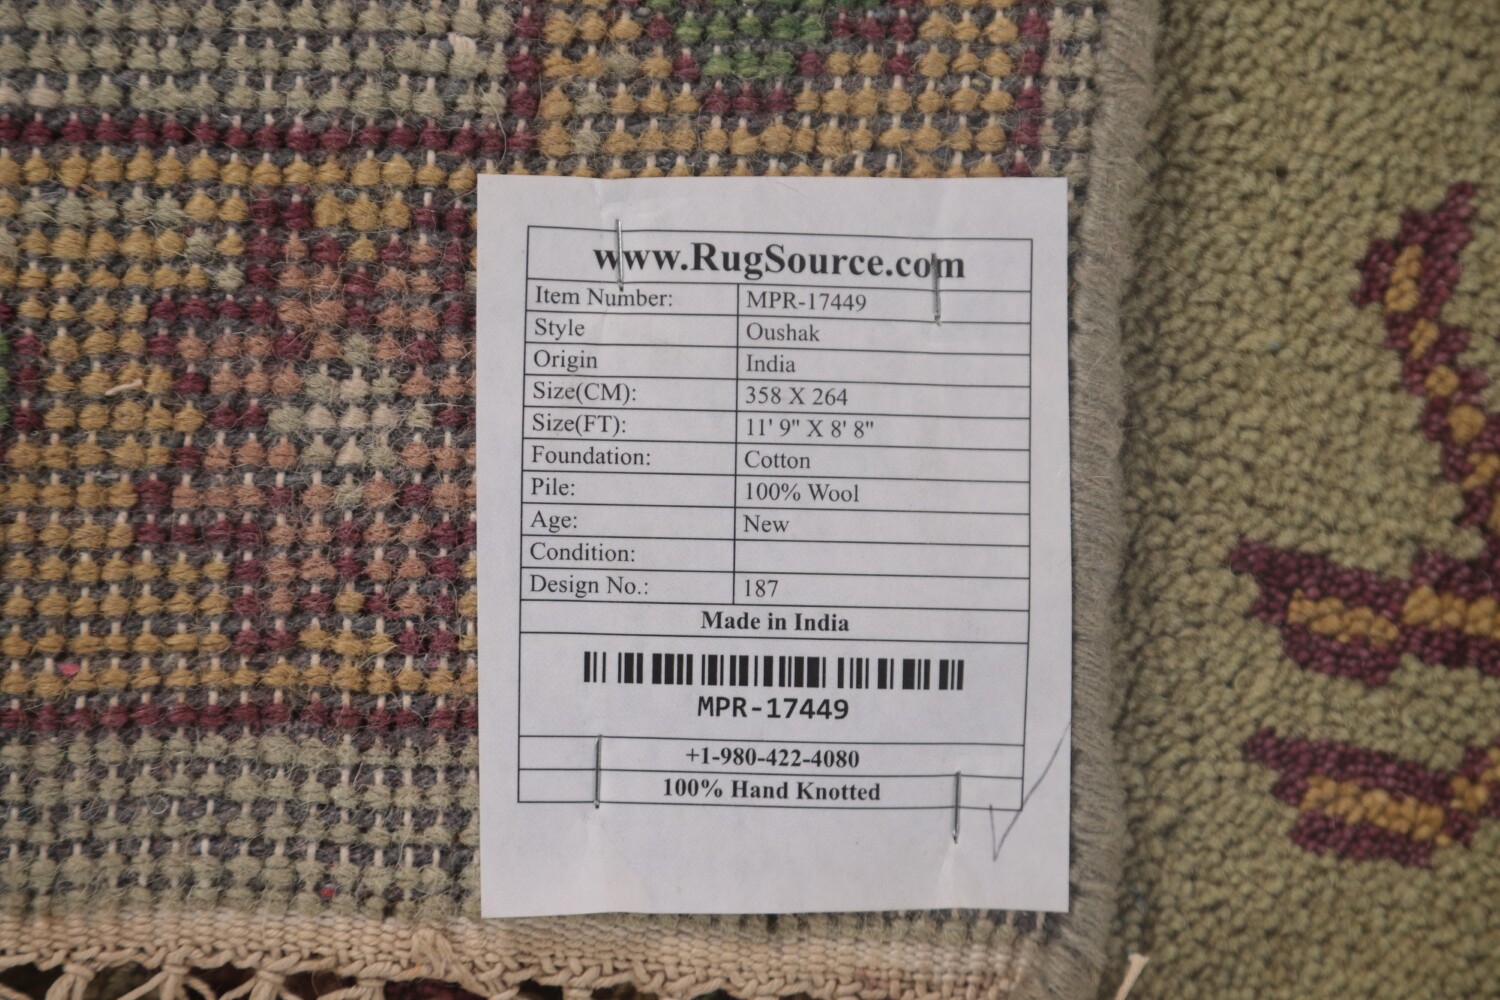 www.RugSource.com
Item Number: MPR-17449
Style Oushak
Origin India
Size(CM): 358 X 264
Size(FT): 11' 9" X 8' 8"
Foundation: Cotton
Pile: 100% Wool
Age: New
Condition:
Design No.: 187
Made in India
MPR-17449
+1-980-422-4080
100% Hand Knotted